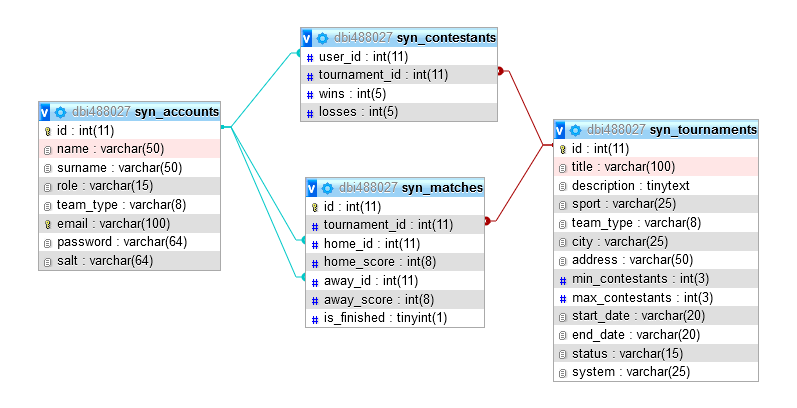 v dbi488027 syn_contestants
# user_id : int(11)
# tournament_id : int(11)
# wins : int(5)
# losses : int(5)
v dbi488027 syn_accounts
id : int(11)
name : varchar(50)
surname : varchar(50)
role : varchar(15)
team_type : varchar(8)
email : varchar(100)
password : varchar(64)
salt : varchar(64)
v dbi488027 syn_matches
id : int(11)
# tournament_id : int(11)
# home_id : int(11)
# home_score : int(8)
# away_id : int(11)
# away_score : int(8)
# is_finished : tinyint(1)
v dbi488027 syn_tournaments
id : int(11)
title : varchar(100)
description : tinytext
sport : varchar(25)
team_type : varchar(8)
city : varchar(25)
address : varchar(50)
# min_contestants : int(3)
# max_contestants : int(3)
start_date : varchar(20)
end_date : varchar(20)
status : varchar(15)
system : varchar(25)